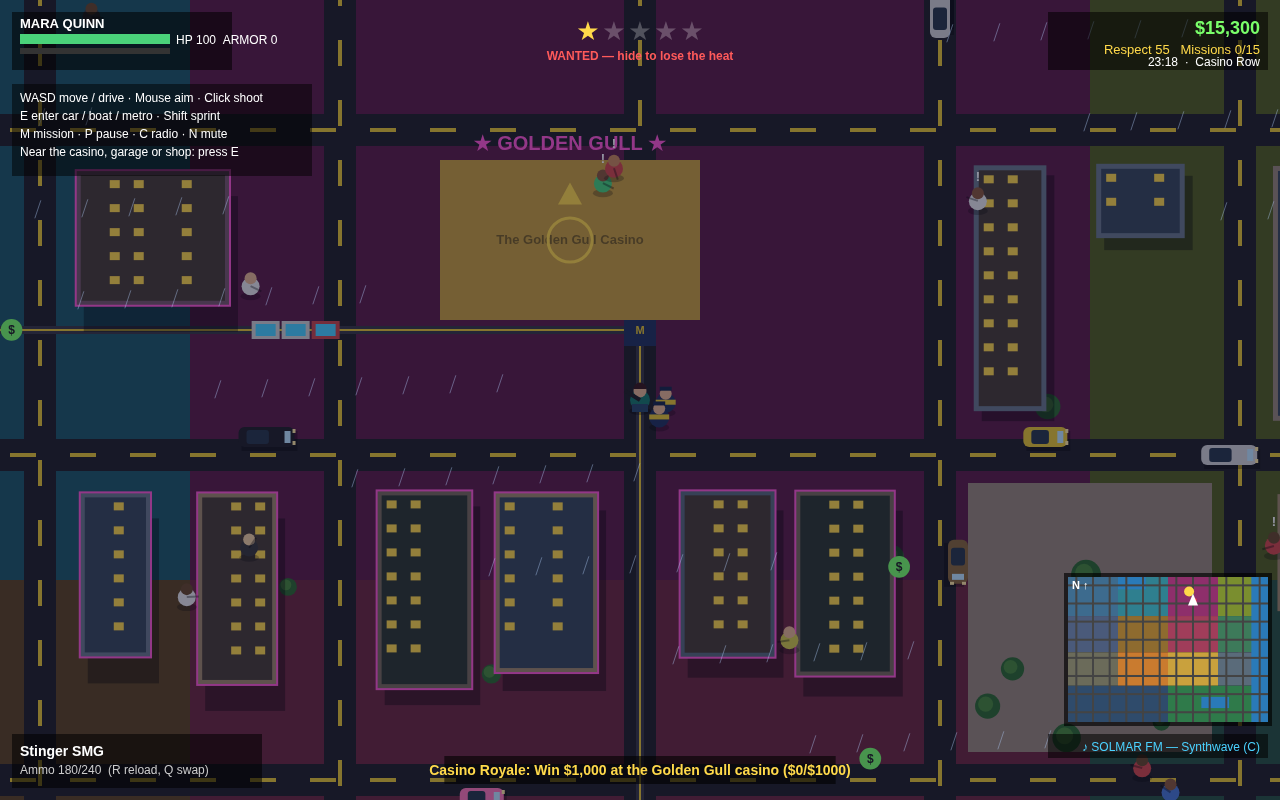 MARA QUINN
HP 100 ARMOR 0
WANTED — hide to lose the heat
$15,300
Respect 55 Missions 0/15
23:18 · Casino Row
WASD move / drive · Mouse aim · Click shoot
E enter car / boat / metro · Shift sprint
M mission · P pause · C radio · N mute
Near the casino, garage or shop: press E
★ GOLDEN GULL ★
!
!
!
The Golden Gull Casino
$
M
!
$
N ↑
Stinger SMG
Ammo 180/240 (R reload, Q swap)
♪ SOLMAR FM — Synthwave (C)
$
Casino Royale: Win $1,000 at the Golden Gull casino ($0/$1000)